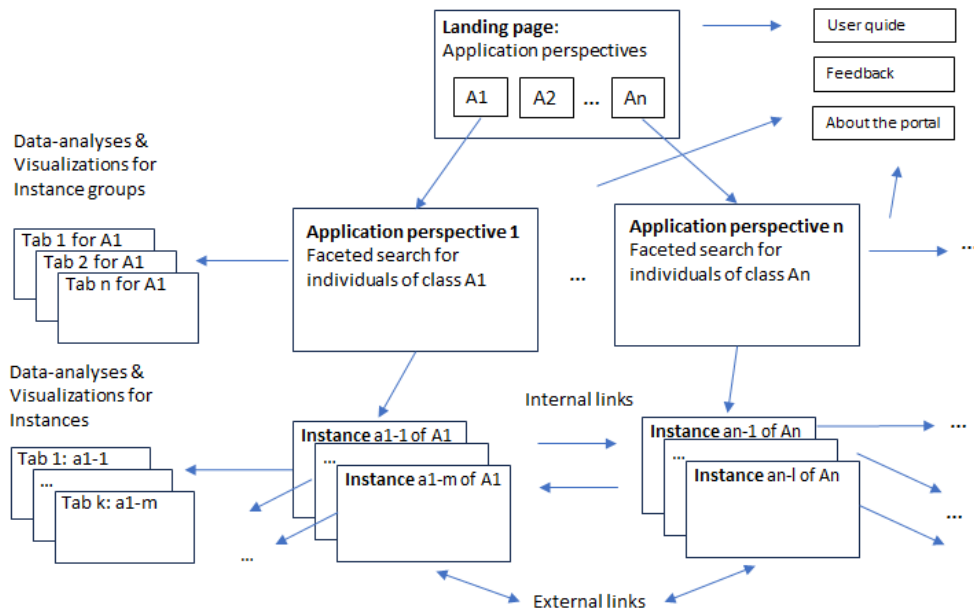 Landing page:
Application perspectives
A1
A2
...
An
User quide
Feedback
About the portal
Data-analyses &
Visualizations for
Instance groups
Tab 1 for A1
Tab 2 for A1
Tab n for A1
Application perspective 1
Faceted search for
individuals of class A1
...
Application perspective n
Faceted search for
individuals of class An
...
Data-analyses &
Visualizations for
Instances
Tab 1: a1-1
...
Tab k: a1-m
...
Instance a1-1 of A1
...
Instance a1-m of A1
Internal links
Instance an-1 of An
...
Instance an-l of An
...
...
External links